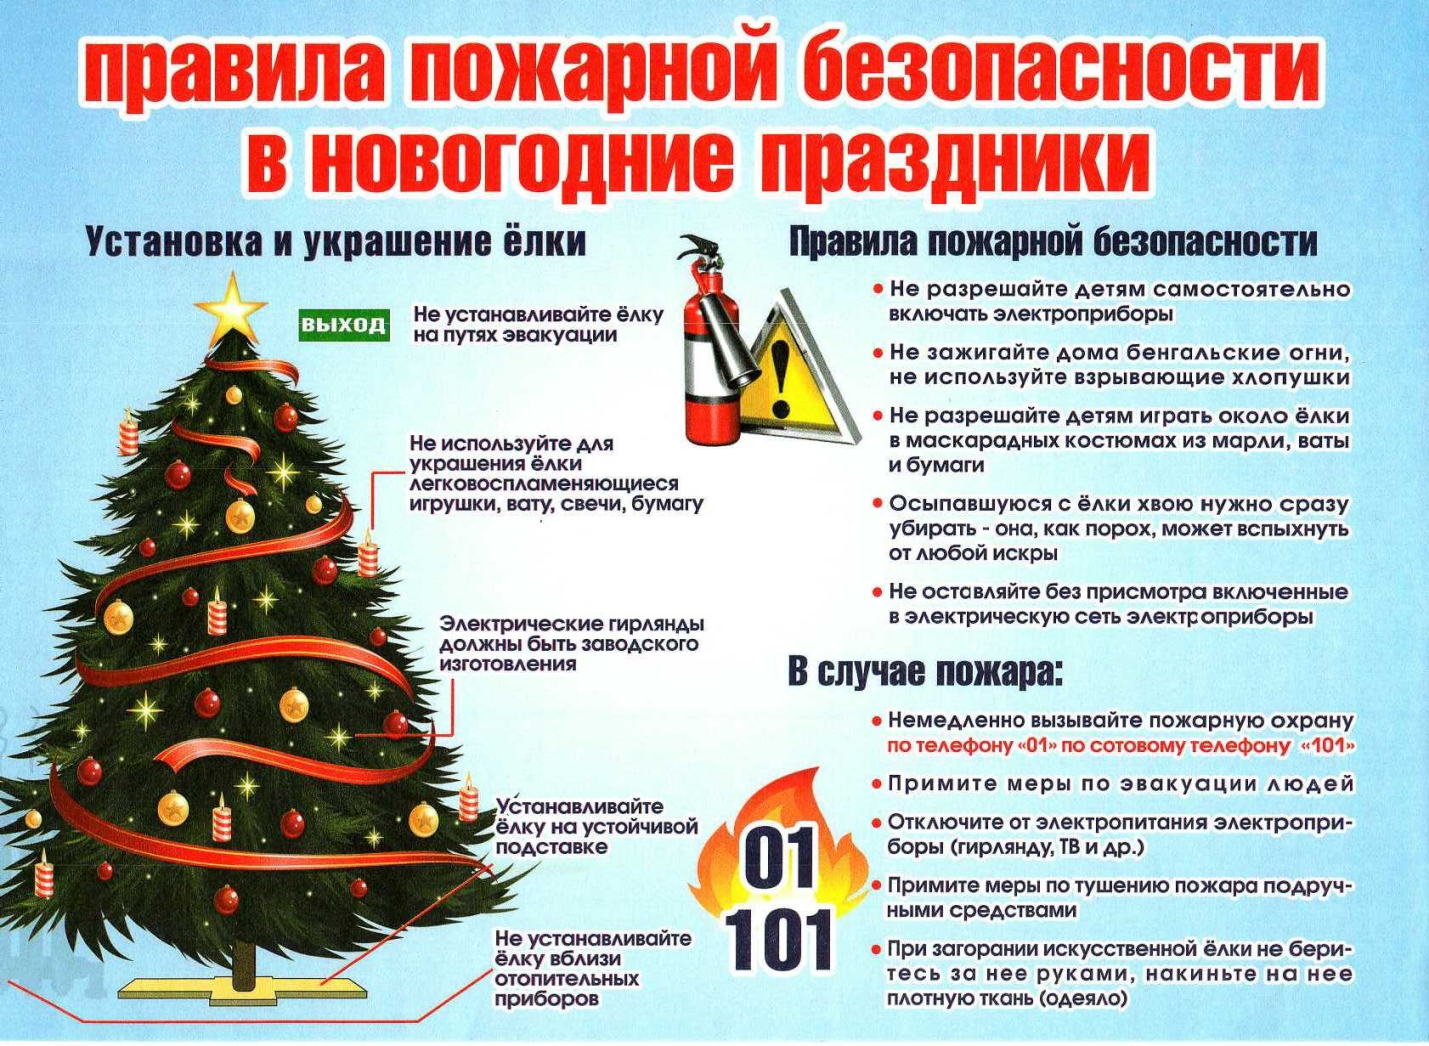 правила пожарной безопасности
в новогодние праздники
Установка и украшение ёлки
выход
Не устанавливайте ёлку
на путях эвакуации
Не используйте для
украшения ёлки
легковоспламеняющиеся
игрушки, вату, свечи, бумагу
Электрические гирлянды
должны быть заводского
изготовления
Устанавливайте
ёлку на устойчивой
подставке
Не устанавливайте
ёлку вблизи
отопительных
приборов
Правила пожарной безопасности
• Не разрешайте детям самостоятельно
включать электроприборы
• Не зажигайте дома бенгальские огни,
не используйте взрывающие хлопушки
• Не разрешайте детям играть около ёлки
в маскарадных костюмах из марли, ваты
и бумаги
• Осыпавшуюся с ёлки хвою нужно сразу
убирать - она, как порох, может вспыхнуть
от любой искры
• Не оставляйте без присмотра включенные
в электрическую сеть электроприборы
В случае пожара:
• Немедленно вызывайте пожарную охрану
по телефону «01» по сотовому телефону «101»
• Примите меры по эвакуации людей
• Отключите от электропитания электропри-
боры (гирлянду, ТВ и др.)
• Примите меры по тушению пожара подруч-
ными средствами
• При загорании искусственной ёлки не бери-
тесь за нее руками, накиньте на нее
плотную ткань (одеяло)
01
101